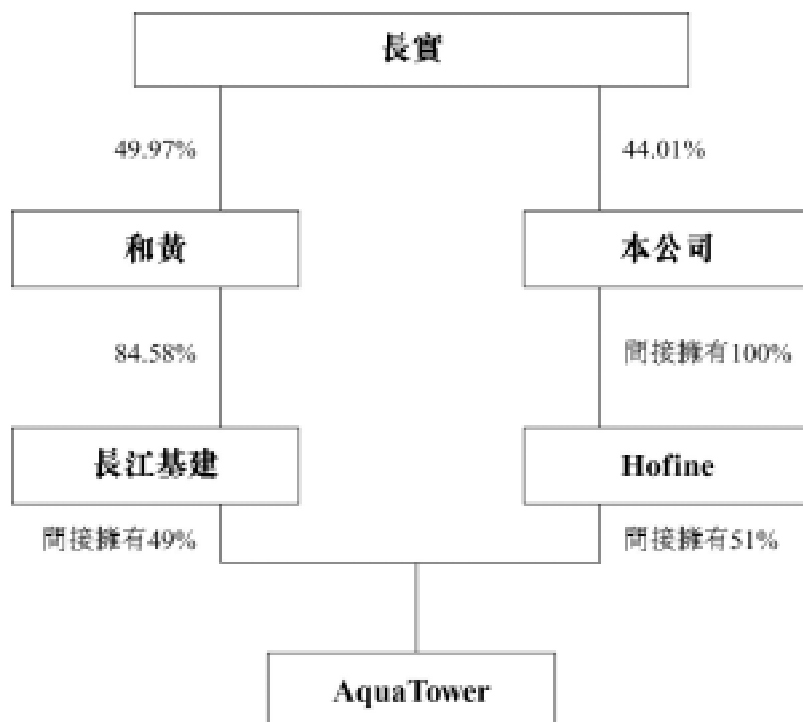 長實
49.97%
44.01%
和黃
本公司
84.58%
間接擁有100%
長江基建
Hofine
間接擁有49%
間接擁有51%
AquaTower